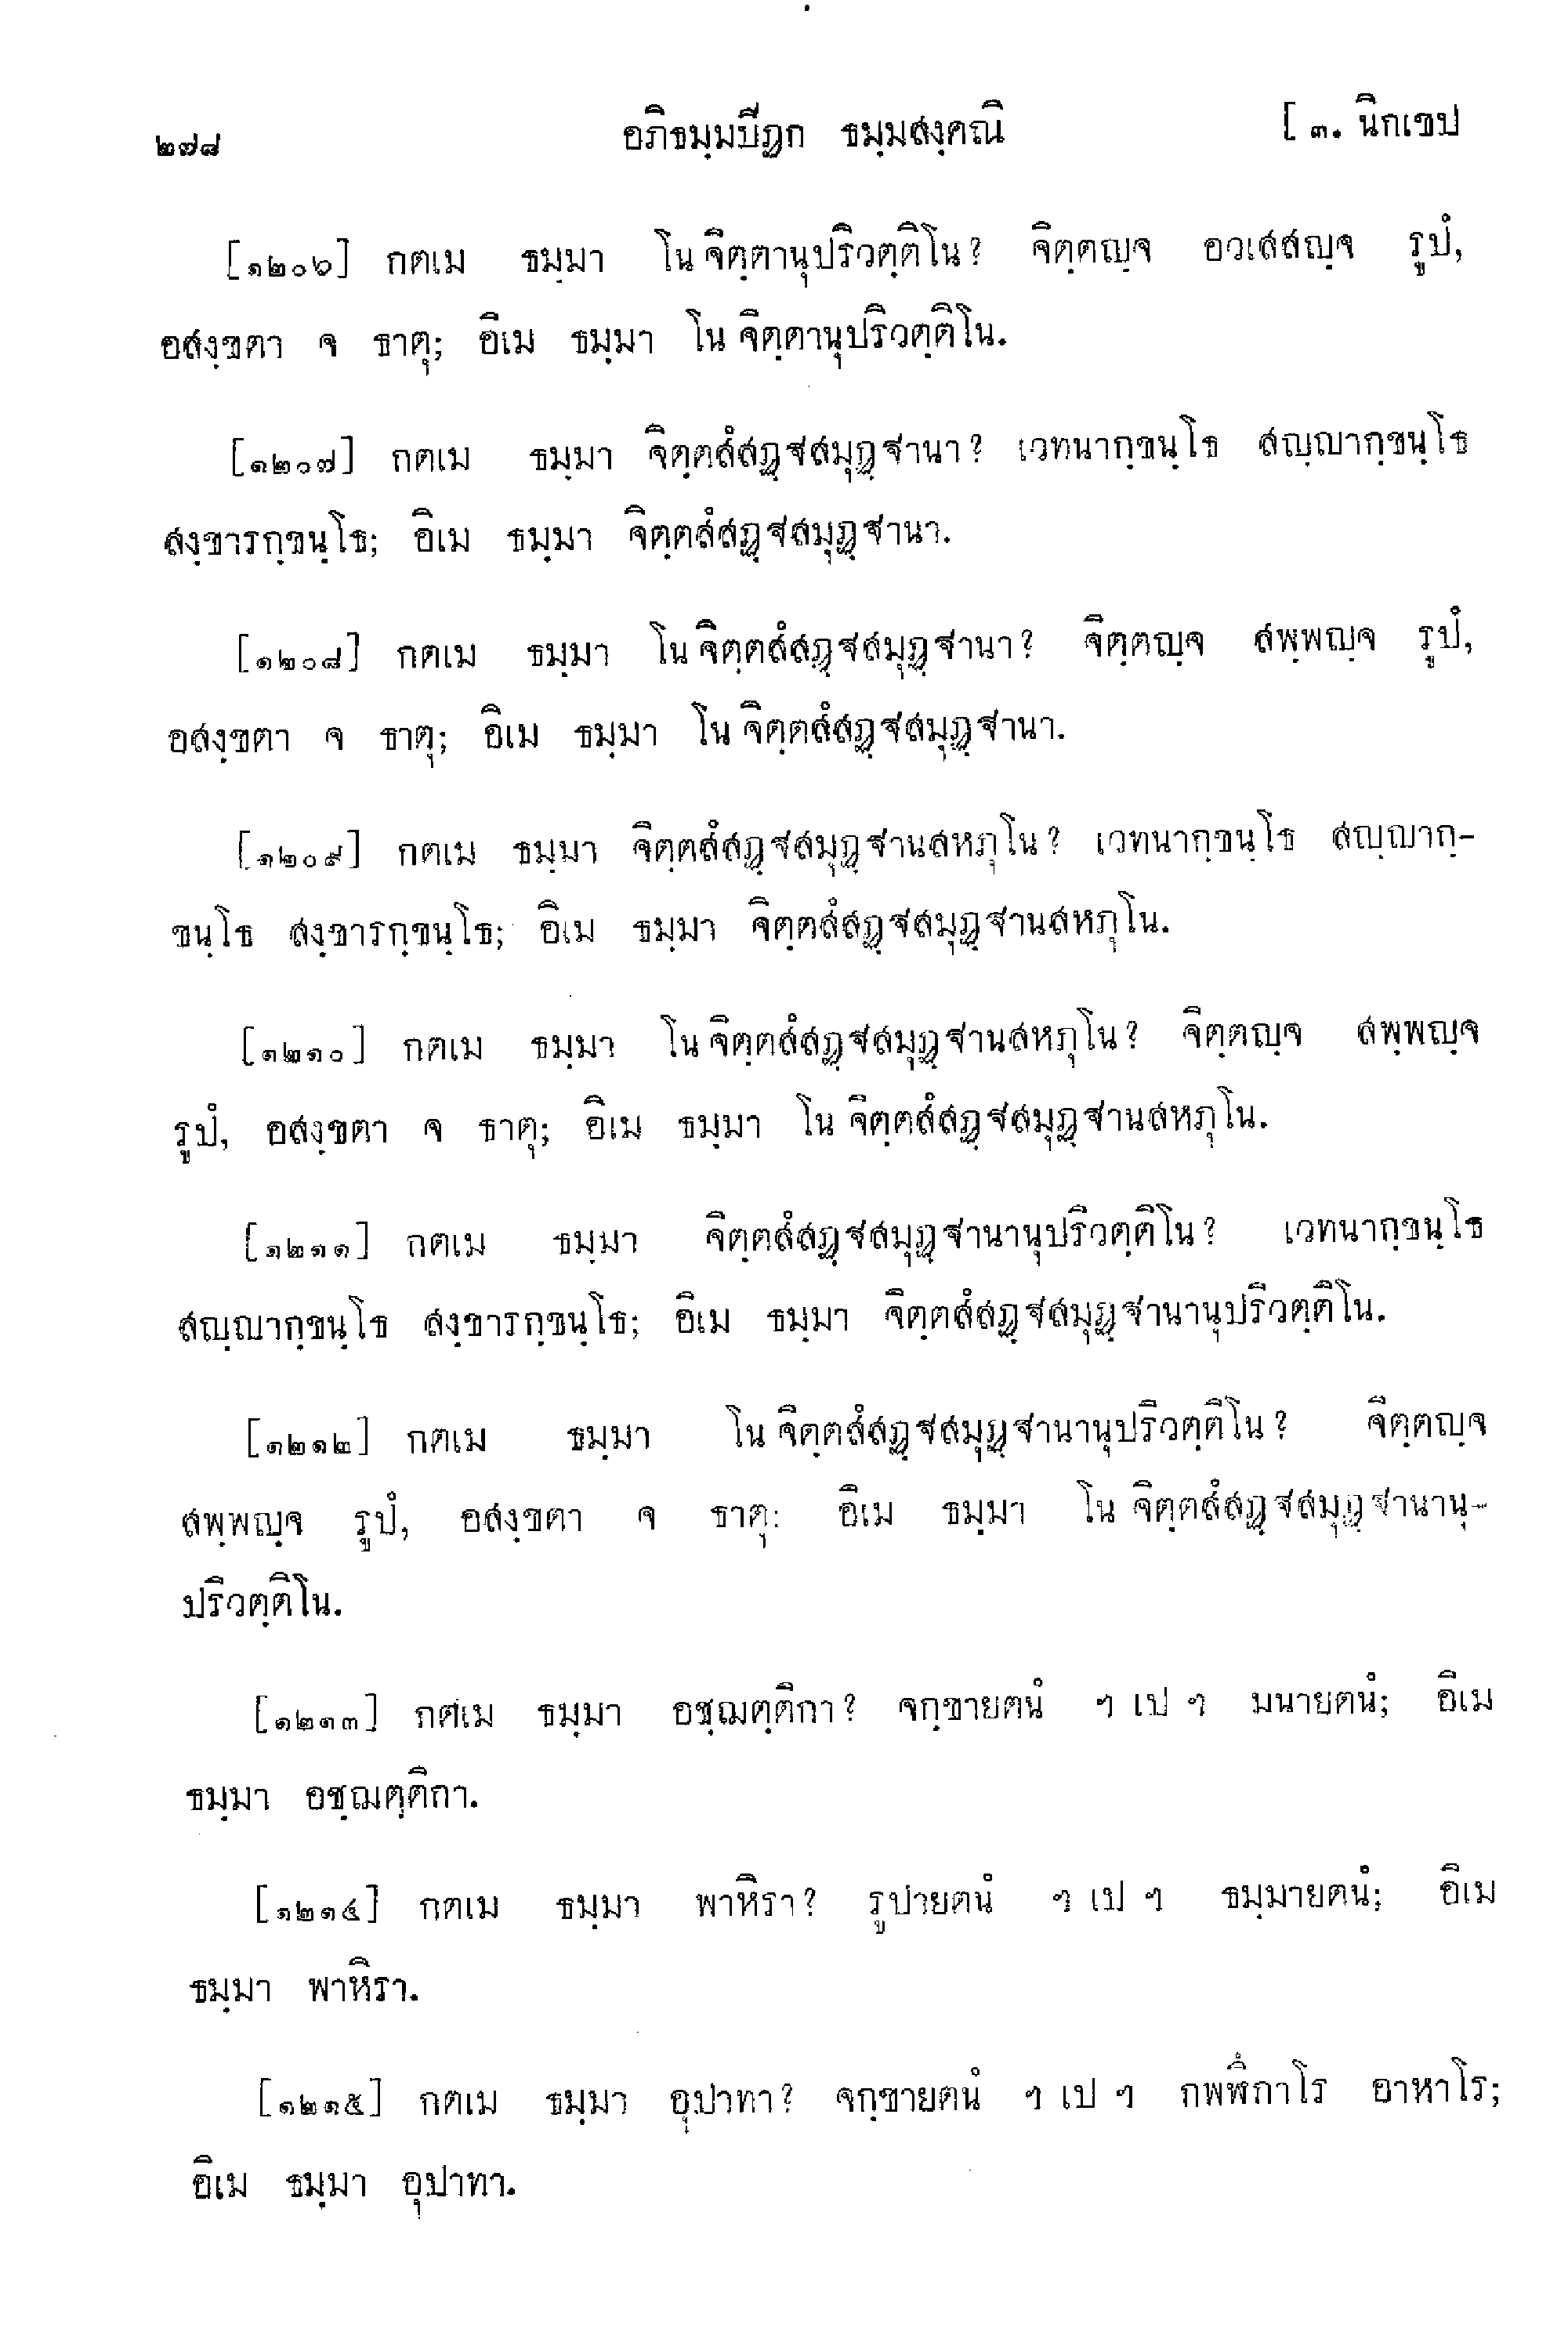 ๒๗๘ อภิธมฺมปิฏก ธมฺมสงฺคณิ [ ๓. นิกเขป
[๑๒๐๖] กตเม ธมฺมา โน จิตฺตานุปริวตฺติโน? จิตฺตญฺจ อวเสสญฺจ รูปํ,
อสงฺขตา จ ธาตุ; อิเม ธมฺมา โน จิตฺตานุปริวตฺติโน.
[๑๒๐๗] กตเม ธมฺมา จิตฺตสํสฏฺฐสมุฏฺฐานา? เวทนากฺขนฺโธ สญฺญากฺขนฺโธ
สงฺขารกฺขนฺโธ; อิเม ธมฺมา จิตฺตสํสฏฺฐสมุฏฺฐานา.
[๑๒๐๘] กตเม ธมฺมา โน จิตฺตสํสฏฺฐสมุฏฺฐานา? จิตฺตญฺจ สพฺพญฺจ รูปํ,
อสงฺขตา จ ธาตุ; อิเม ธมฺมา โน จิตฺตสํสฏฺฐสมุฏฺฐานา.
[๑๒๐๙] กตเม ธมฺมา จิตฺตสํสฏฺฐสมุฏฺฐานสหภุโน? เวทนากฺขนฺโธ สญฺญากฺ-
ขนฺโธ สงฺขารกฺขนฺโธ; อิเม ธมฺมา จิตฺตสํสฏฺฐสมุฏฺฐานสหภุโน.
[๑๒๑๐] กตเม ธมฺมา โน จิตฺตสํสฏฺฐสมุฏฺฐานสหภุโน? จิตฺตญฺจ สพฺพญฺจ
รูปํ, อสงฺขตา จ ธาตุ; อิเม ธมฺมา โน จิตฺตสํสฏฺฐสมุฏฺฐานสหภุโน.
[๑๒๑๑] กตเม ธมฺมา จิตฺตสํสฏฺฐสมุฏฺฐานานุปริวตฺติโน? เวทนากฺขนฺโธ
สญฺญากฺขนฺโธ สงฺขารกฺขนฺโธ; อิเม ธมฺมา จิตฺตสํสฏฺฐสมุฏฺฐานานุปริวตฺติโน.
[๑๒๑๒] กตเม ธมฺมา โน จิตฺตสํสฏฺฐสมุฏฺฐานานุปริวตฺติโน? จิตฺตญฺจ
สพฺพญฺจ รูปํ, อสงฺขตา จ ธาตุ: อิเม ธมฺมา โน จิตฺตสํสฏฺฐสมุฏฺฐานานุ-
ปริวตฺติโน.
[๑๒๑๓] กตเม ธมฺมา อชฺฌตฺติกา? จกฺขายตนํ ฯ เป ฯ มนายตนํ; อิเม
ธมฺมา อชฺฌตฺติกา.
[๑๒๑๔] กตเม ธมฺมา พาหิรา? รูปายตนํ ฯ เป ฯ ธมฺมายตนํ; อิเม
ธมฺมา พาหิรา.
[๑๒๑๕] กตเม ธมฺมา อุปาทา? จกฺขายตนํ ฯ เป ฯ กพพิํกาโร อาหาโร;
อิเม ธมฺมา อุปาทา.